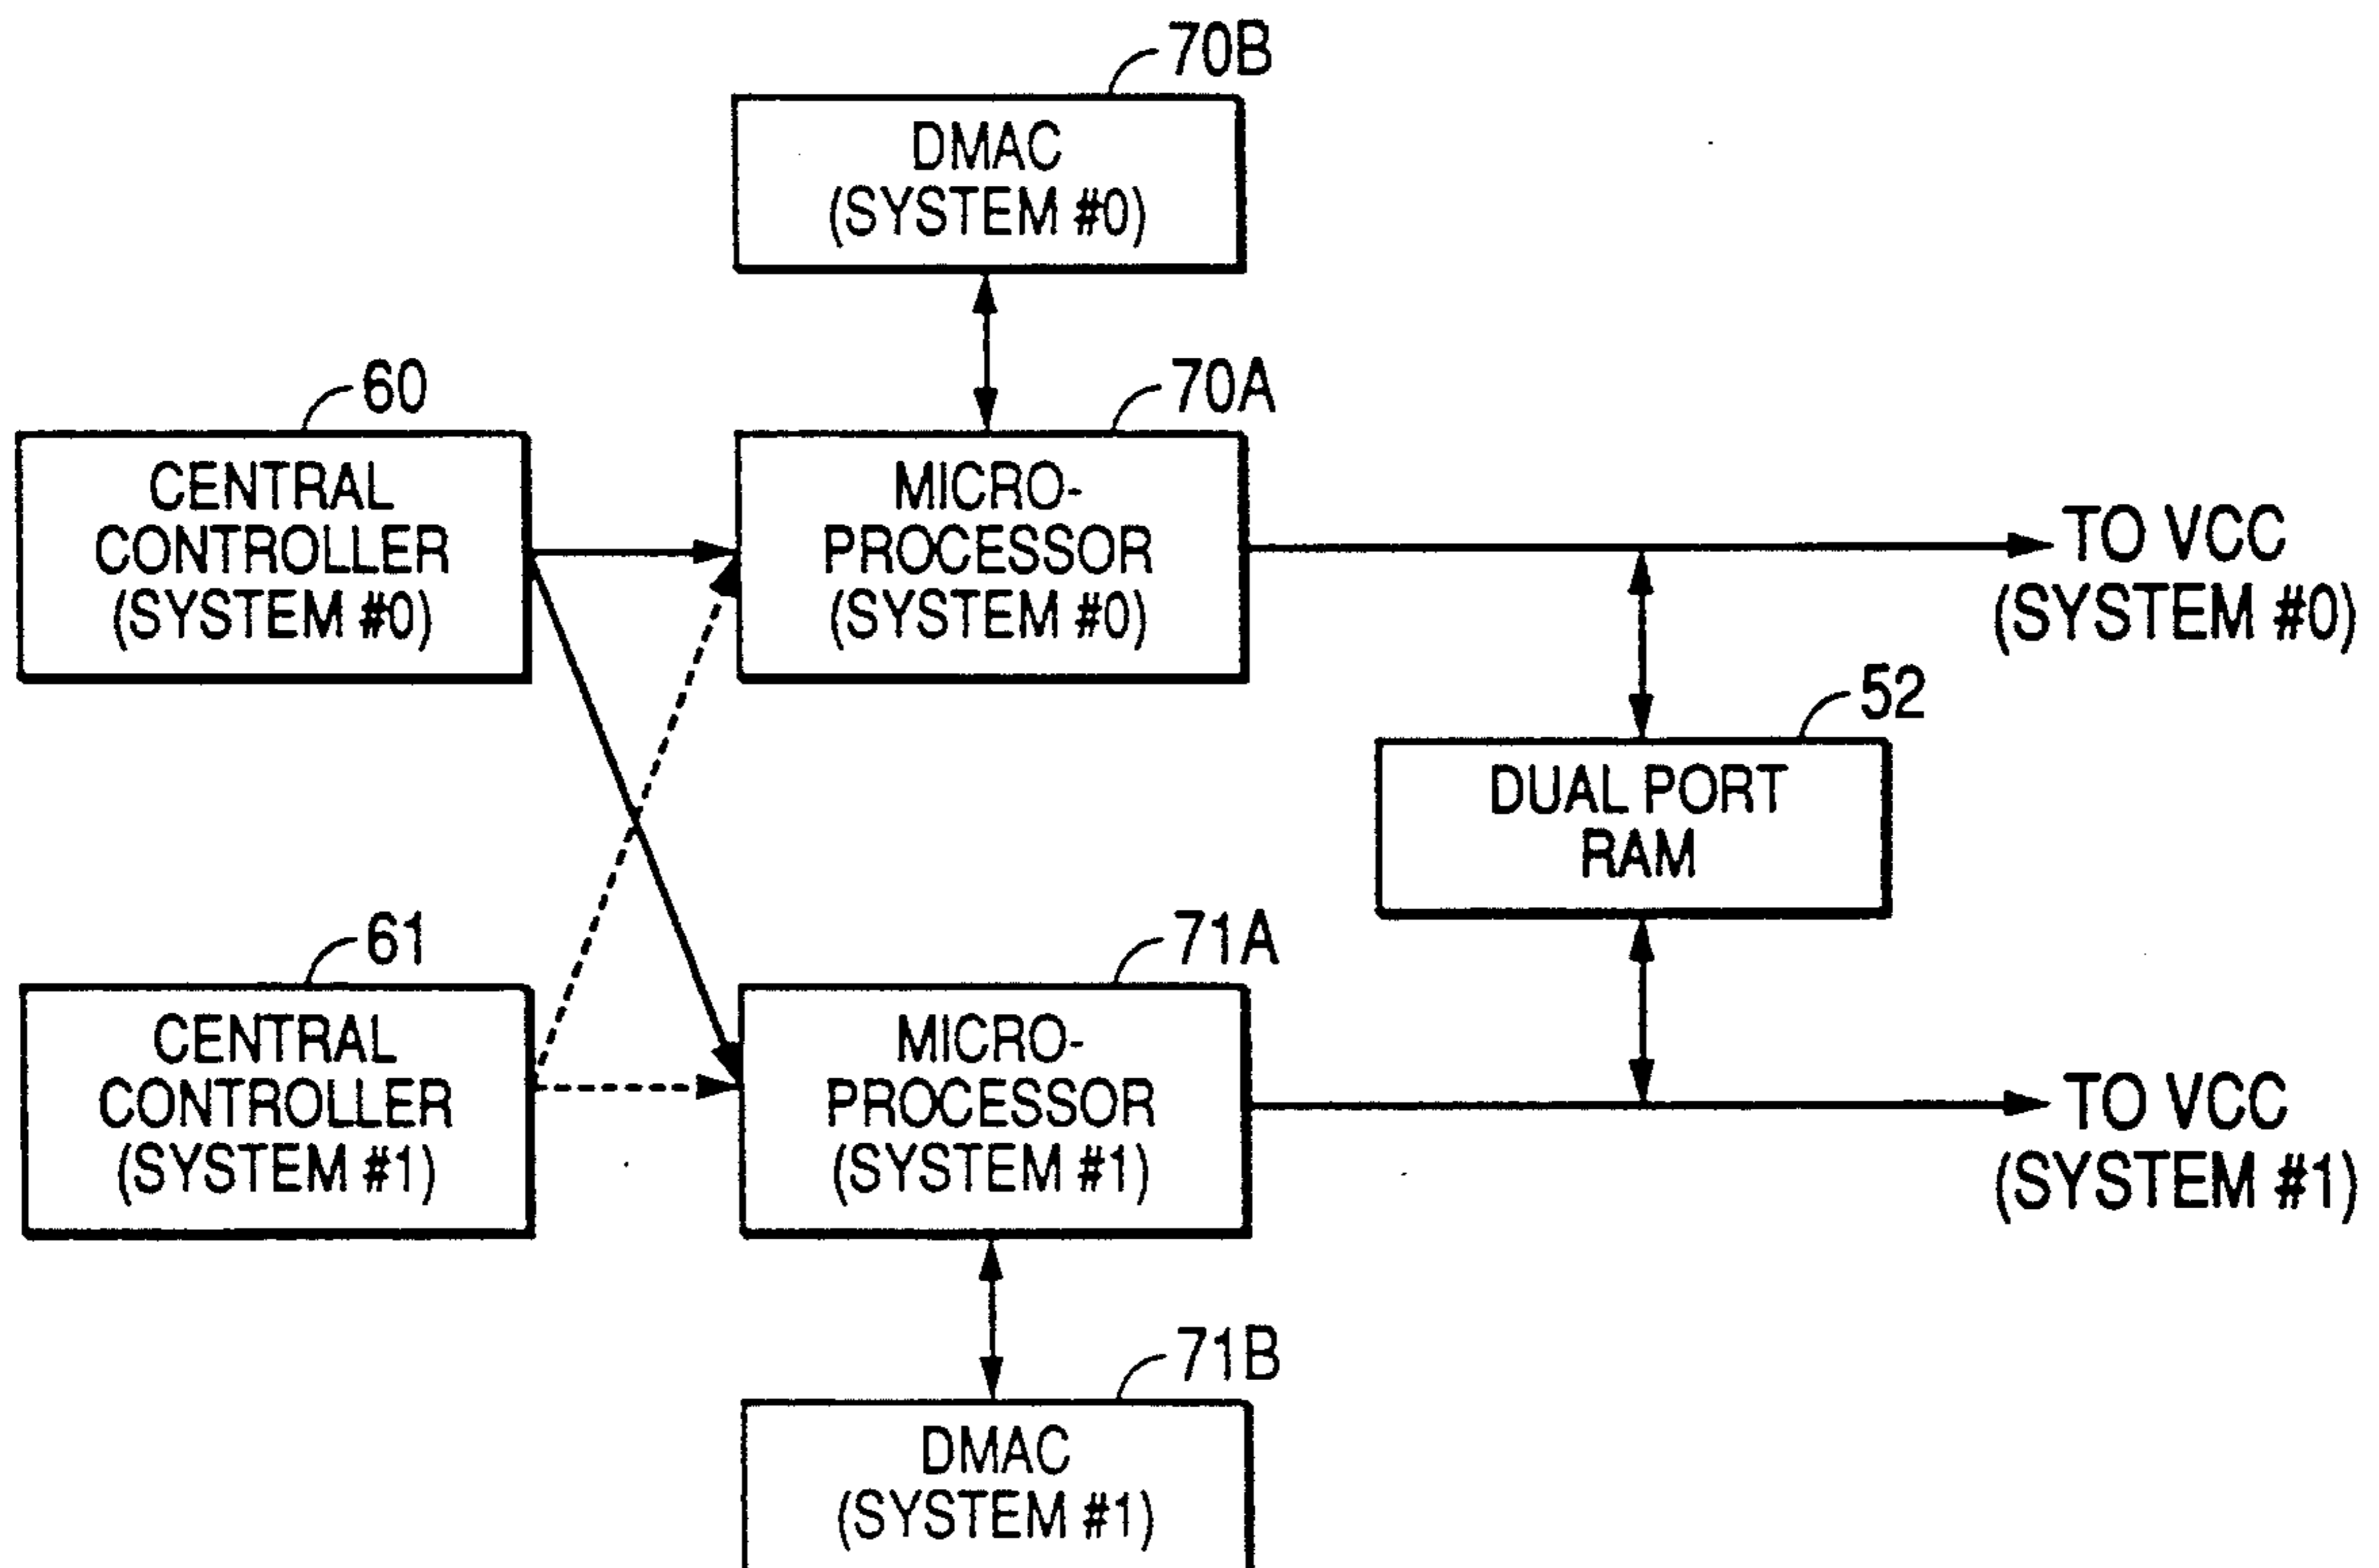 70B
DMAC
(SYSTEM #0)
60
70A
CENTRAL
CONTROLLER
(SYSTEM #0)
MICRO-
PROCESSOR
(SYSTEM #0)
TO VCC
(SYSTEM #0)
52
DUAL PORT
RAM
61
71A
CENTRAL
CONTROLLER
(SYSTEM #1)
MICRO-
PROCESSOR
(SYSTEM #1)
TO VCC
(SYSTEM #1)
71B
DMAC
(SYSTEM #1)